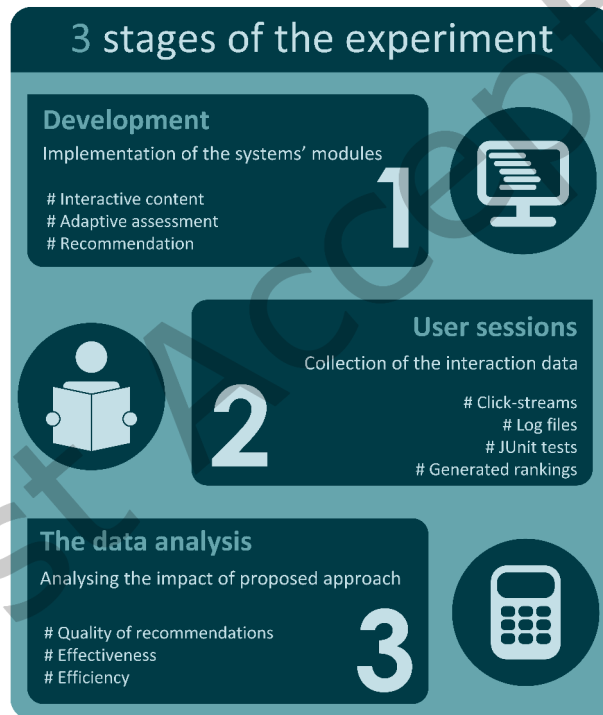 3 stages of the experiment
Development
Implementation of the systems' modules
# Interactive content
# Adaptive assessment
# Recommendation
1
User sessions
Collection of the interaction data
# Click-streams
# Log files
# JUnit tests
# Generated rankings
2
The data analysis
Analysing the impact of proposed approach
# Quality of recommendations
# Effectiveness
# Efficiency
3